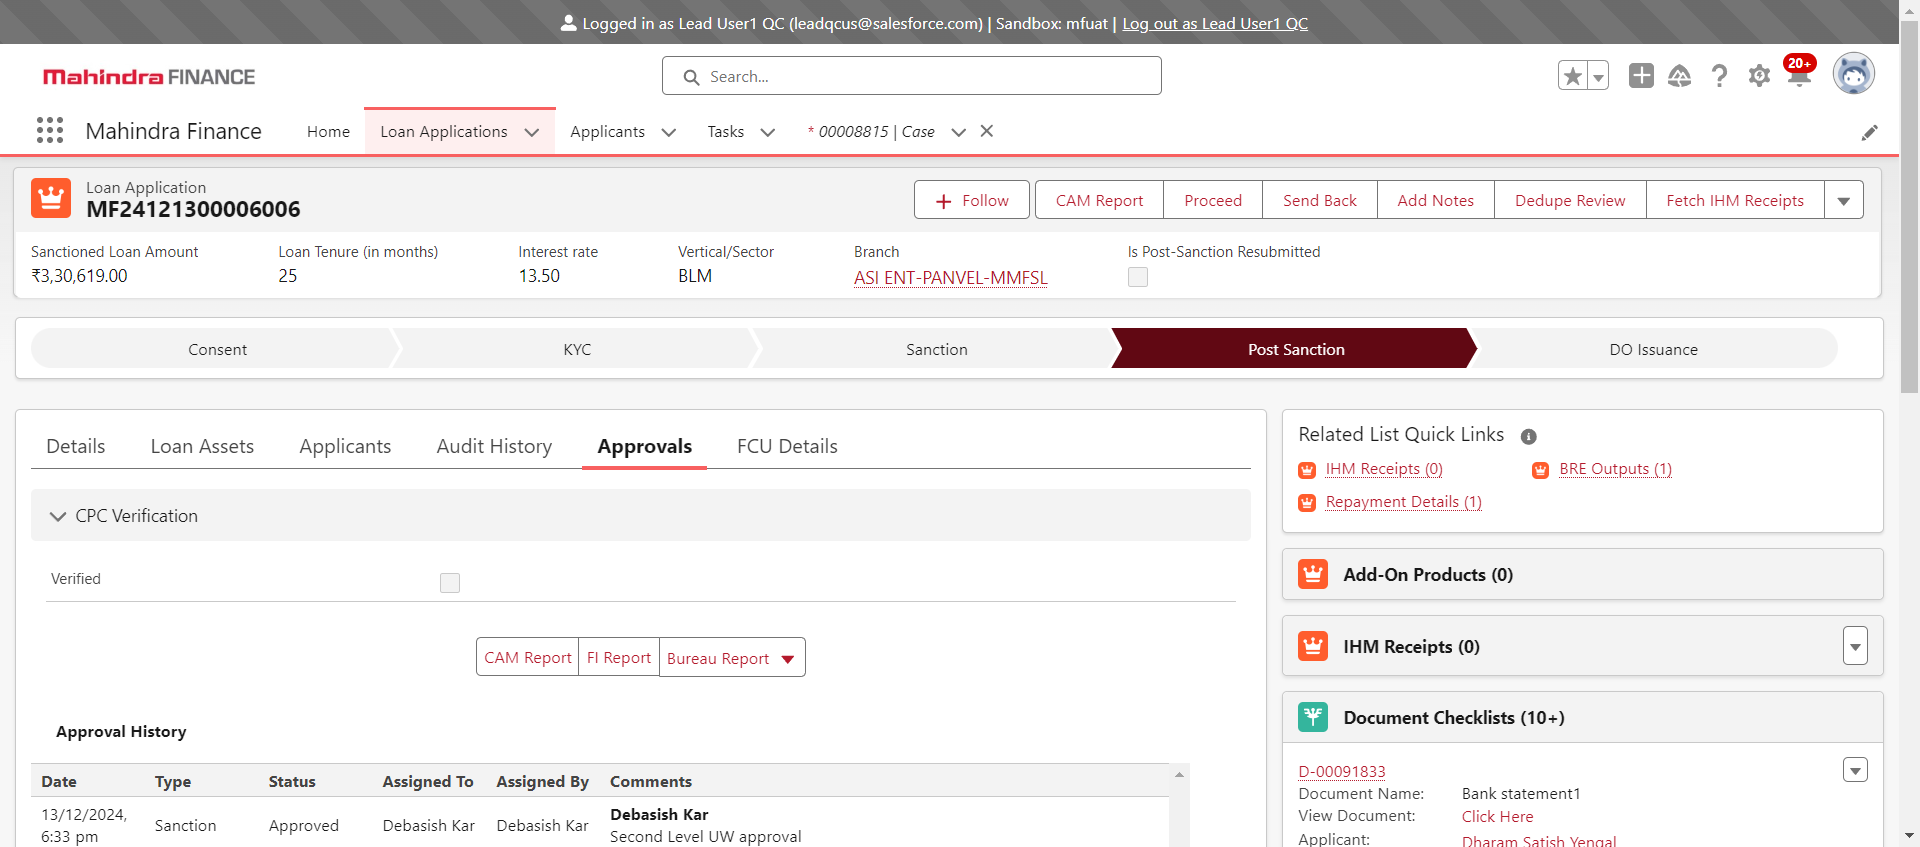 Logged in as Lead User1 QC (leadqcus@salesforce.com) | Sandbox: mfuat | Log out as Lead User1 QC
Mahindra FINANCE
Search...
20+
Mahindra Finance
Home
Loan Applications
Applicants
Tasks
* 00008815 | Case
Loan Application
MF24121300006006
Follow
CAM Report
Proceed
Send Back
Add Notes
Dedupe Review
Fetch IHM Receipts
Sanctioned Loan Amount
₹3,30,619.00
Loan Tenure (in months)
25
Interest rate
13.50
Vertical/Sector
BLM
Branch
ASI ENT-PANVEL-MMFSL
Is Post-Sanction Resubmitted
Consent
KYC
Sanction
Post Sanction
DO Issuance
Details
Loan Assets
Applicants
Audit History
Approvals
FCU Details
CPC Verification
Verified
CAM Report
FI Report
Bureau Report
Approval History
Date Type Status Assigned To Assigned By Comments
13/12/2024, 6:33 pm Sanction Approved Debasish Kar Debasish Kar Debasish Kar
Second Level UW approval
Related List Quick Links
IHM Receipts (0)
BRE Outputs (1)
Repayment Details (1)
Add-On Products (0)
IHM Receipts (0)
Document Checklists (10+)
D-00091833
Document Name: Bank statement1
View Document: Click Here
Applicant: Dharam Satish Yengal